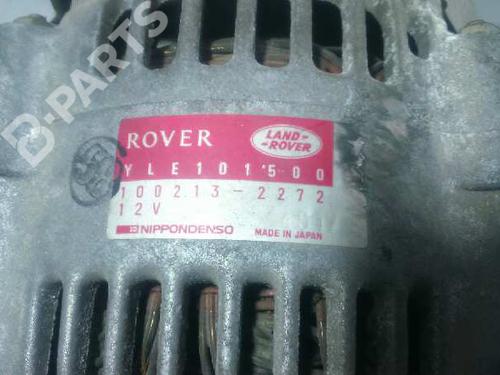 B-PARTS
ROVER
LAND-
ROVER
YLE101500
100213-2272
12V
NIPPONDENSO MADE IN JAPAN